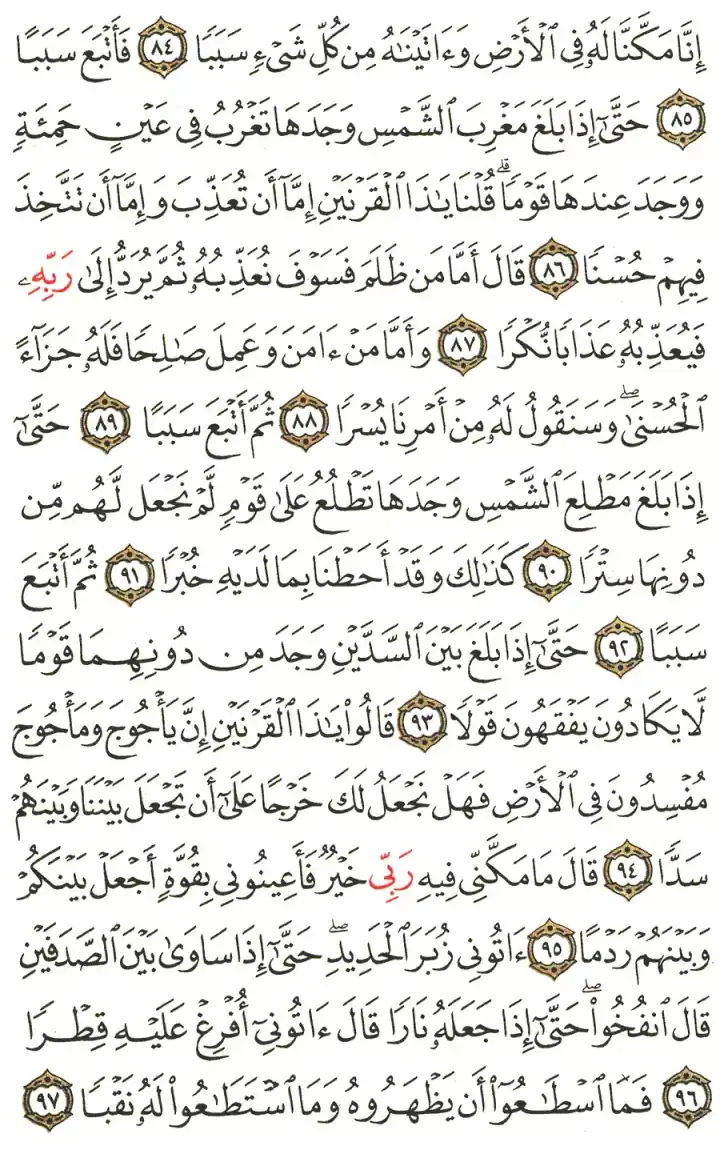 إِنَّا مَكَّنَّا لَهُۥ فِى ٱلْأَرْضِ وَءَاتَيْنَٰهُ مِن كُلِّ شَىْءٍ سَبَبًا ٨٤ فَأَتْبَعَ سَبَبًا
٨٥ حَتَّىٰٓ إِذَا بَلَغَ مَغْرِبَ ٱلشَّمْسِ وَجَدَهَا تَغْرُبُ فِى عَيْنٍ حَمِئَةٍ
وَوَجَدَ عِندَهَا قَوْمًا ۗ قُلْنَا يَٰذَا ٱلْقَرْنَيْنِ إِمَّآ أَن تُعَذِّبَ وَإِمَّآ أَن تَتَّخِذَ
فِيهِمْ حُسْنًا ٨٦ قَالَ أَمَّا مَن ظَلَمَ فَسَوْفَ نُعَذِّبُهُۥ ثُمَّ يُرَدُّ إِلَىٰ رَبِّهِۦ
فَيُعَذِّبُهُۥ عَذَابًا نُّكْرًا ٨٧ وَأَمَّا مَنْ ءَامَنَ وَعَمِلَ صَٰلِحًا فَلَهُۥ جَزَآءً
ٱلْحُسْنَىٰ ۖ وَسَنَقُولُ لَهُۥ مِنْ أَمْرِنَا يُسْرًا ٨٨ ثُمَّ أَتْبَعَ سَبَبًا ٨٩ حَتَّىٰٓ
إِذَا بَلَغَ مَطْلِعَ ٱلشَّمْسِ وَجَدَهَا تَطْلُعُ عَلَىٰ قَوْمٍ لَّمْ نَجْعَل لَّهُم مِّن
دُونِهَا سِتْرًا ٩٠ كَذَٰلِكَ وَقَدْ أَحَطْنَا بِمَا لَدَيْهِ خُبْرًا ٩١ ثُمَّ أَتْبَعَ
سَبَبًا ٩٢ حَتَّىٰٓ إِذَا بَلَغَ بَيْنَ ٱلسَّدَّيْنِ وَجَدَ مِن دُونِهِمَا قَوْمًا
لَّا يَكَادُونَ يَفْقَهُونَ قَوْلًا ٩٣ قَالُوا۟ يَٰذَا ٱلْقَرْنَيْنِ إِنَّ يَأْجُوجَ وَمَأْجُوجَ
مُفْسِدُونَ فِى ٱلْأَرْضِ فَهَلْ نَجْعَلُ لَكَ خَرْجًا عَلَىٰٓ أَن تَجْعَلَ بَيْنَنَا وَبَيْنَهُمْ
سَدًّا ٩٤ قَالَ مَا مَكَّنِّى فِيهِ رَبِّى خَيْرٌ فَأَعِينُونِى بِقُوَّةٍ أَجْعَلْ بَيْنَكُمْ
وَبَيْنَهُمْ رَدْمًا ٩٥ ءَاتُونِى زُبَرَ ٱلْحَدِيدِ ۖ حَتَّىٰٓ إِذَا سَاوَىٰ بَيْنَ ٱلصَّدَفَيْنِ
قَالَ ٱنفُخُوا۟ ۖ حَتَّىٰٓ إِذَا جَعَلَهُۥ نَارًا قَالَ ءَاتُونِىٓ أُفْرِغْ عَلَيْهِ قِطْرًا
٩٦ فَمَا ٱسْطَٰعُوٓا۟ أَن يَظْهَرُوهُ وَمَا ٱسْتَطَٰعُوا۟ لَهُۥ نَقْبًا ٩٧